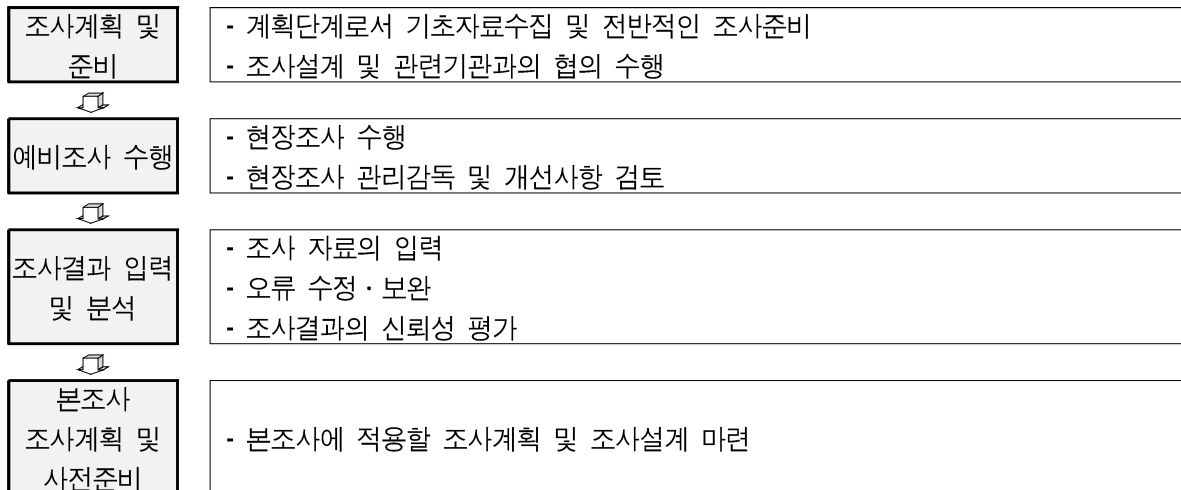 조사계획 및
준비
- 계획단계로서 기초자료수집 및 전반적인 조사준비
- 조사설계 및 관련기관과의 협의 수행
예비조사 수행
- 현장조사 수행
- 현장조사 관리감독 및 개선사항 검토
조사결과 입력
및 분석
- 조사 자료의 입력
- 오류 수정 · 보완
- 조사결과의 신뢰성 평가
본조사
조사계획 및
사전준비
- 본조사에 적용할 조사계획 및 조사설계 마련